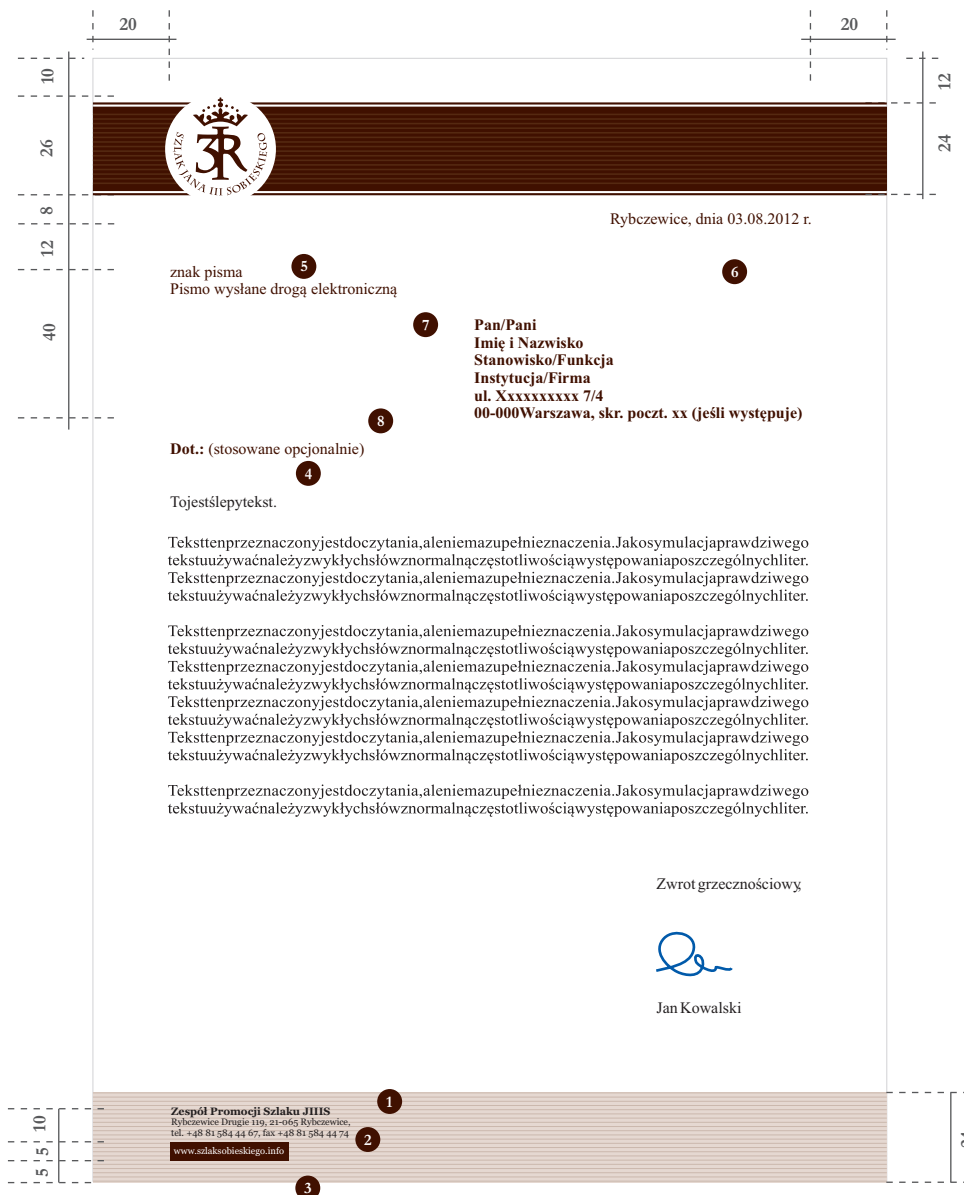 20
20
10
12
26
24
SZLAK JANA III SOBIESKIEGO
8
Rybczewice, dnia 03.08.2012 r.
12
5
6
znak pisma
Pismo wysłane drogą elektroniczną
40
7
Pan/Pani
Imię i Nazwisko
Stanowisko/Funkcja
Instytucja/Firma
ul. Xxxxxxxxxx 7/4
00-000Warszawa, skr. poczt. xx (jeśli występuje)
8
Dot.: (stosowane opcjonalnie)
4
Tojestślepytekst.
Teksttenprzeznaczonyjestdoczytania,aleniemazupełnieznaczenia.Jakosymulacjaprawdziwego
tekstuużywaćnależyzwykłychsłówznormalnączęstotliwościąwystępowaniaposzczególnychliter.
Teksttenprzeznaczonyjestdoczytania,aleniemazupełnieznaczenia.Jakosymulacjaprawdziwego
tekstuużywaćnależyzwykłychsłówznormalnączęstotliwościąwystępowaniaposzczególnychliter.
Teksttenprzeznaczonyjestdoczytania,aleniemazupełnieznaczenia.Jakosymulacjaprawdziwego
tekstuużywaćnależyzwykłychsłówznormalnączęstotliwościąwystępowaniaposzczególnychliter.
Teksttenprzeznaczonyjestdoczytania,aleniemazupełnieznaczenia.Jakosymulacjaprawdziwego
tekstuużywaćnależyzwykłychsłówznormalnączęstotliwościąwystępowaniaposzczególnychliter.
Teksttenprzeznaczonyjestdoczytania,aleniemazupełnieznaczenia.Jakosymulacjaprawdziwego
tekstuużywaćnależyzwykłychsłówznormalnączęstotliwościąwystępowaniaposzczególnychliter.
Teksttenprzeznaczonyjestdoczytania,aleniemazupełnieznaczenia.Jakosymulacjaprawdziwego
tekstuużywaćnależyzwykłychsłówznormalnączęstotliwościąwystępowaniaposzczególnychliter.
Teksttenprzeznaczonyjestdoczytania,aleniemazupełnieznaczenia.Jakosymulacjaprawdziwego
tekstuużywaćnależyzwykłychsłówznormalnączęstotliwościąwystępowaniaposzczególnychliter.
Zwrot grzecznościowy,
Jan Kowalski
1
Zespół Promocji Szlaku JIIIS
Rybczewice Drugie 119, 21-065 Rybczewice,
tel. +48 81 584 44 67, fax +48 81 584 44 74
10
2
www.szlaksobieskiego.info
5
5
3